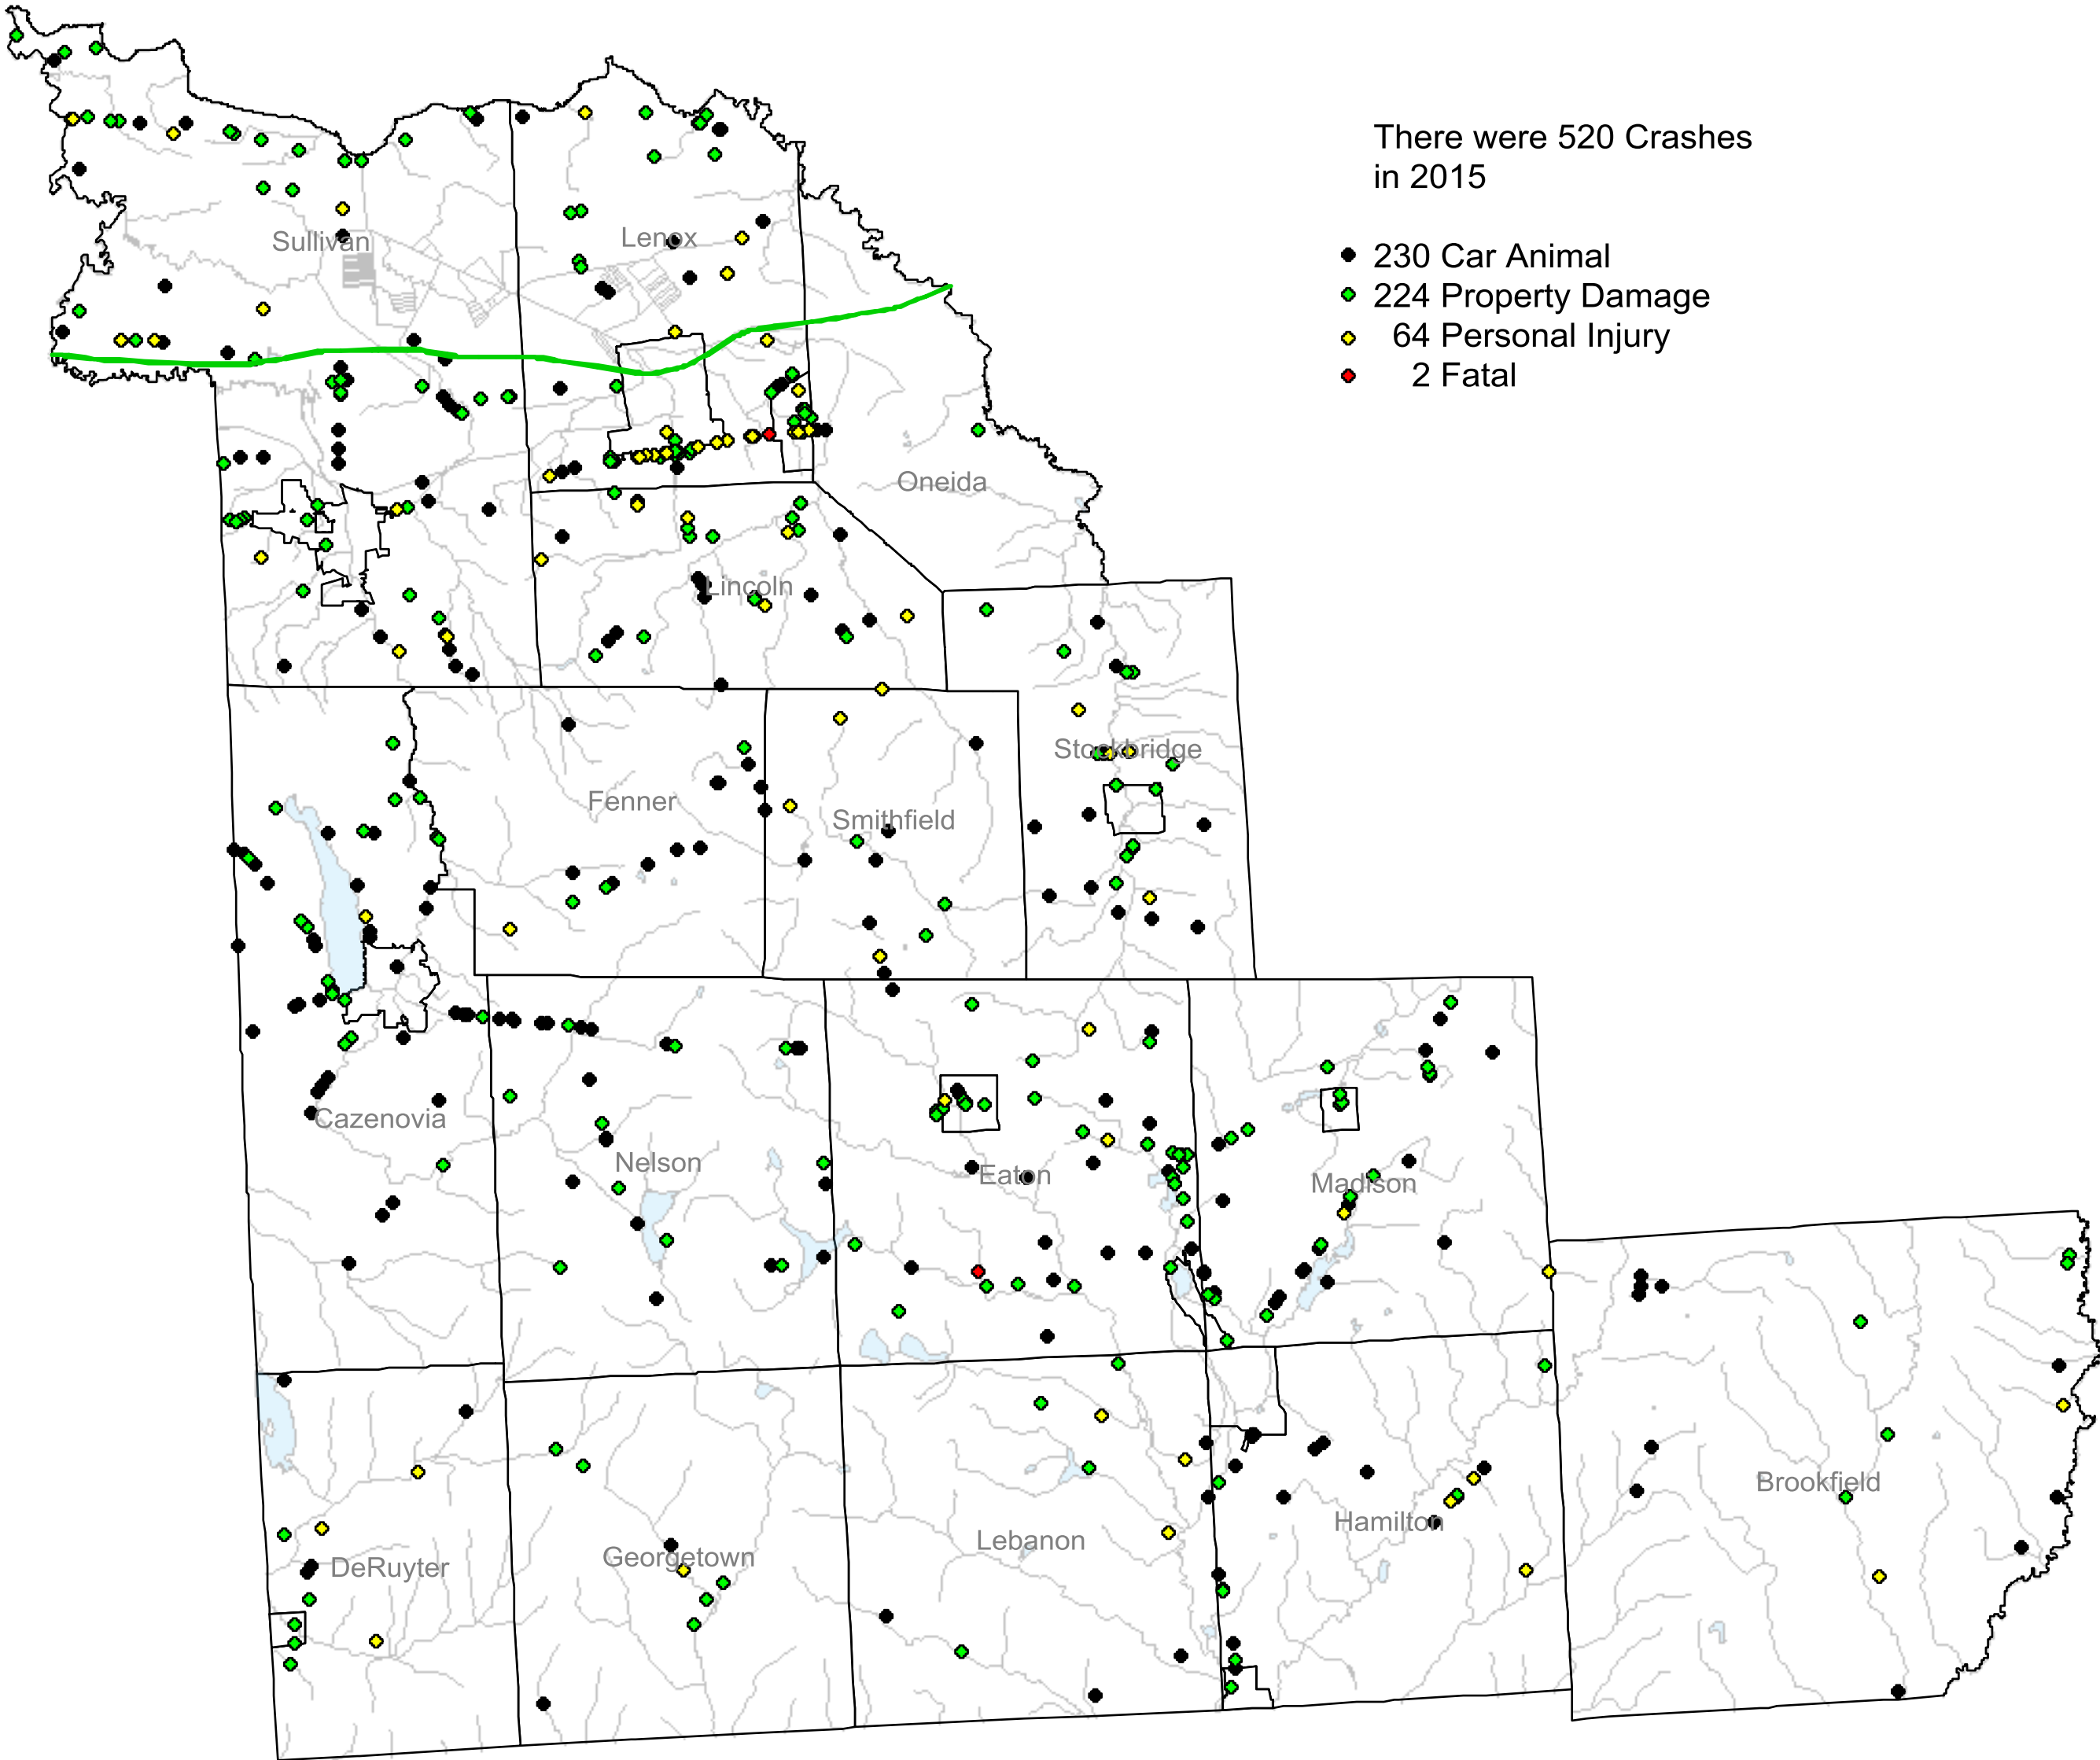 There were 520 Crashes
in 2015
230 Car Animal
224 Property Damage
64 Personal Injury
2 Fatal
Sullivan
Lenox
Oneida
Lincoln
Stockbridge
Fenner
Smithfield
Cazenovia
Nelson
Eaton
Madison
Brookfield
Hamilton
Lebanon
Georgetown
DeRuyter